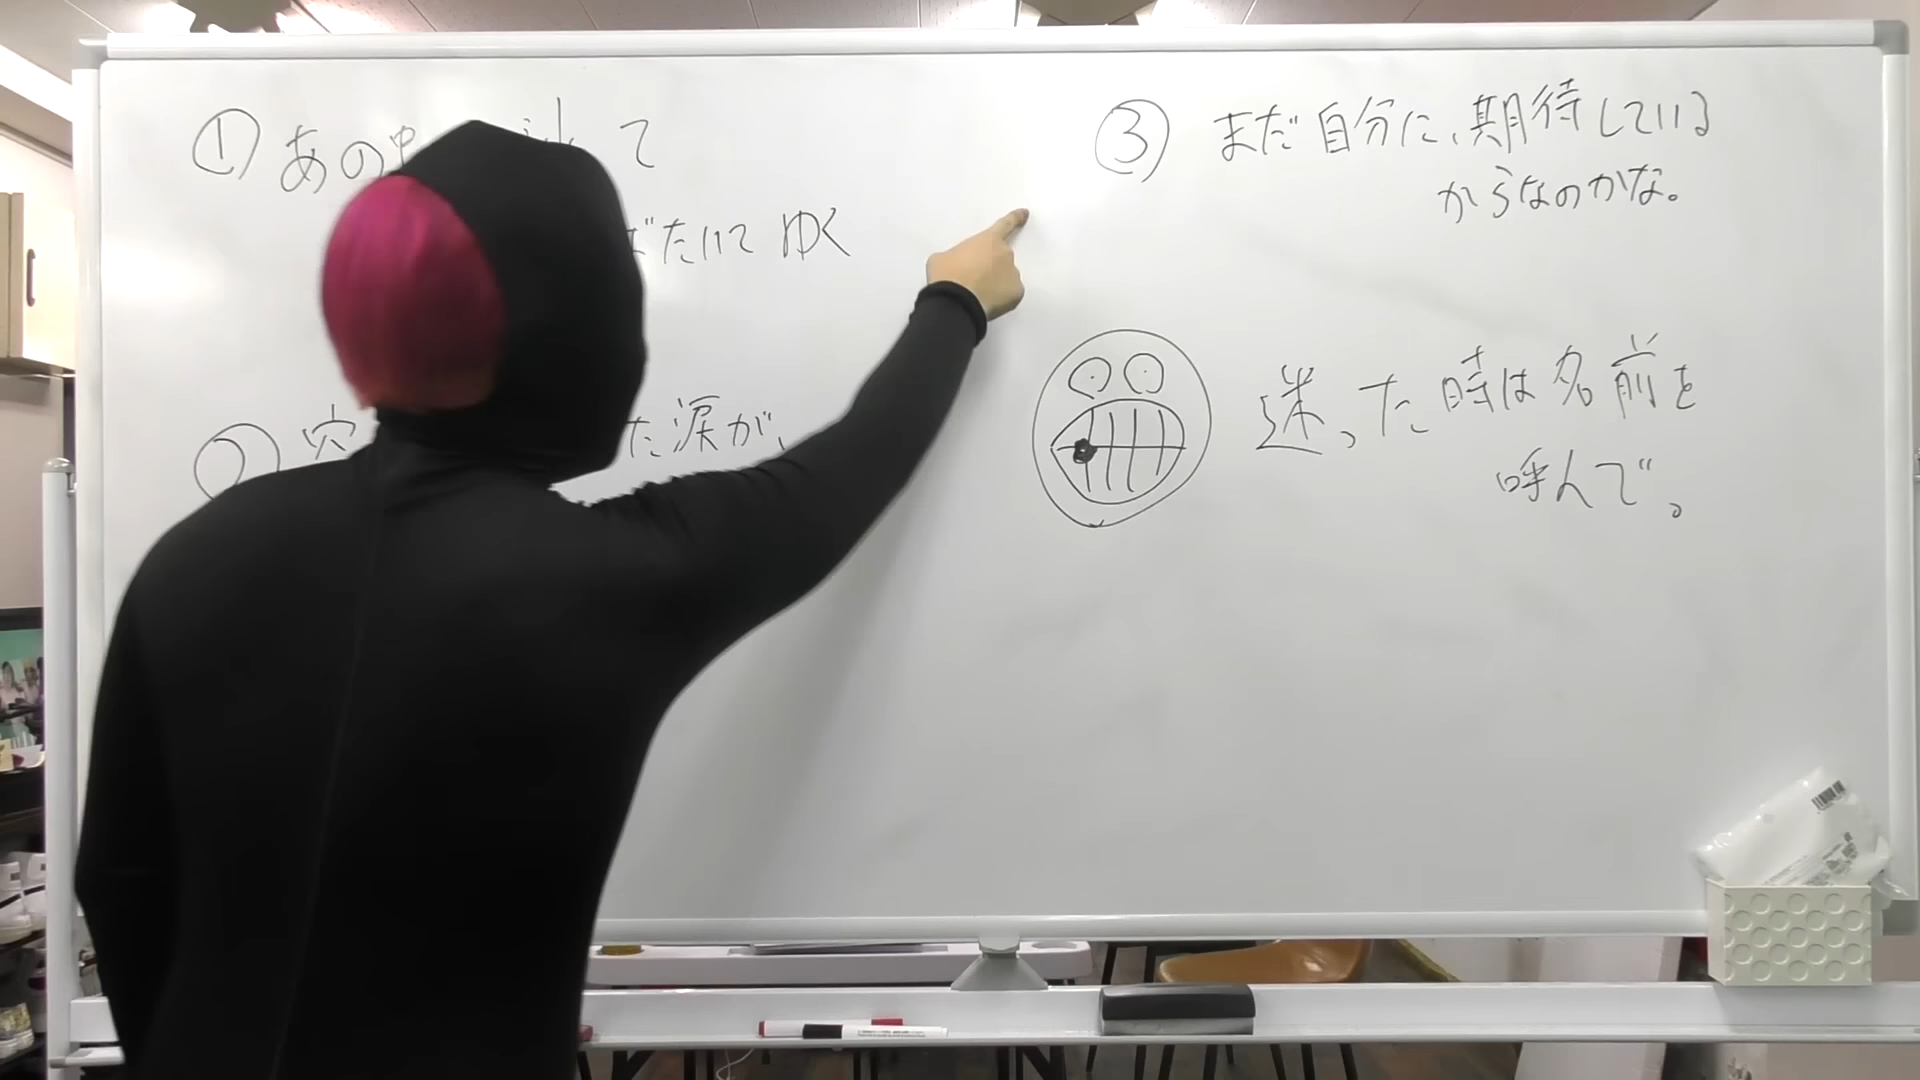 ① あの
て
ばたいてゆく
② 穴
た涙が、
③ まだ自分に、期待している
からなのかな。
迷った時は名前を
呼んで。